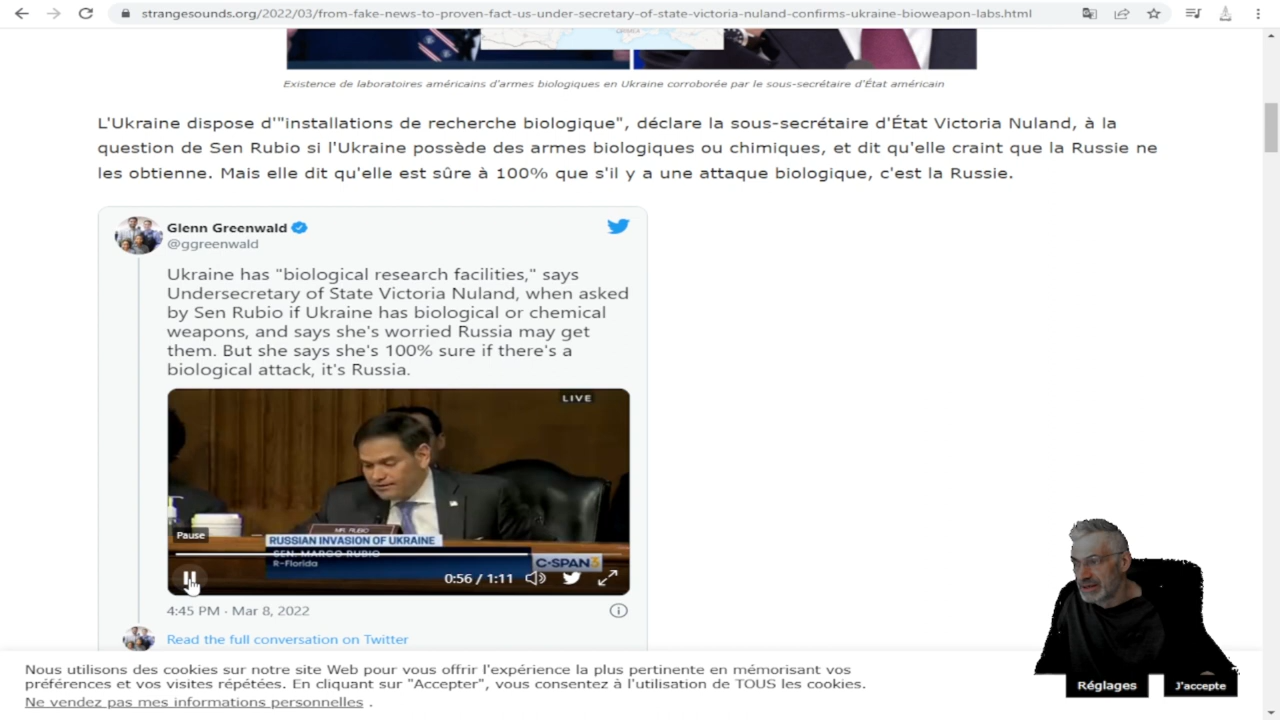 strangesounds.org/2022/03/from-fake-news-to-proven-fact-us-under-secretary-of-state-victoria-nuland-confirms-ukraine-bioweapon-labs.html
Existence de laboratoires américains d'armes biologiques en Ukraine corroborée par le sous-secrétaire d'État américain
L'Ukraine dispose d'"installations de recherche biologique", déclare la sous-secrétaire d'État Victoria Nuland, à la
question de Sen Rubio si l'Ukraine possède des armes biologiques ou chimiques, et dit qu'elle craint que la Russie ne
les obtienne. Mais elle dit qu'elle est sûre à 100% que s'il y a une attaque biologique, c'est la Russie.
Glenn Greenwald
@ggreenwald
Ukraine has "biological research facilities," says
Undersecretary of State Victoria Nuland, when asked
by Sen Rubio if Ukraine has biological or chemical
weapons, and says she's worried Russia may get
them. But she says she's 100% sure if there's a
biological attack, it's Russia.
LIVE
MR. RUBIO
Pause
RUSSIAN INVASION OF UKRAINE
SEN. MARCO RUBIO
R-Florida
C-SPAN3
0:56 / 1:11
4:45 PM · Mar 8, 2022
Read the full conversation on Twitter
Nous utilisons des cookies sur notre site Web pour vous offrir l'expérience la plus pertinente en mémorisant vos
préférences et vos visites répétées. En cliquant sur "Accepter", vous consentez à l'utilisation de TOUS les cookies.
Ne vendez pas mes informations personnelles .
Réglages
J'accepte